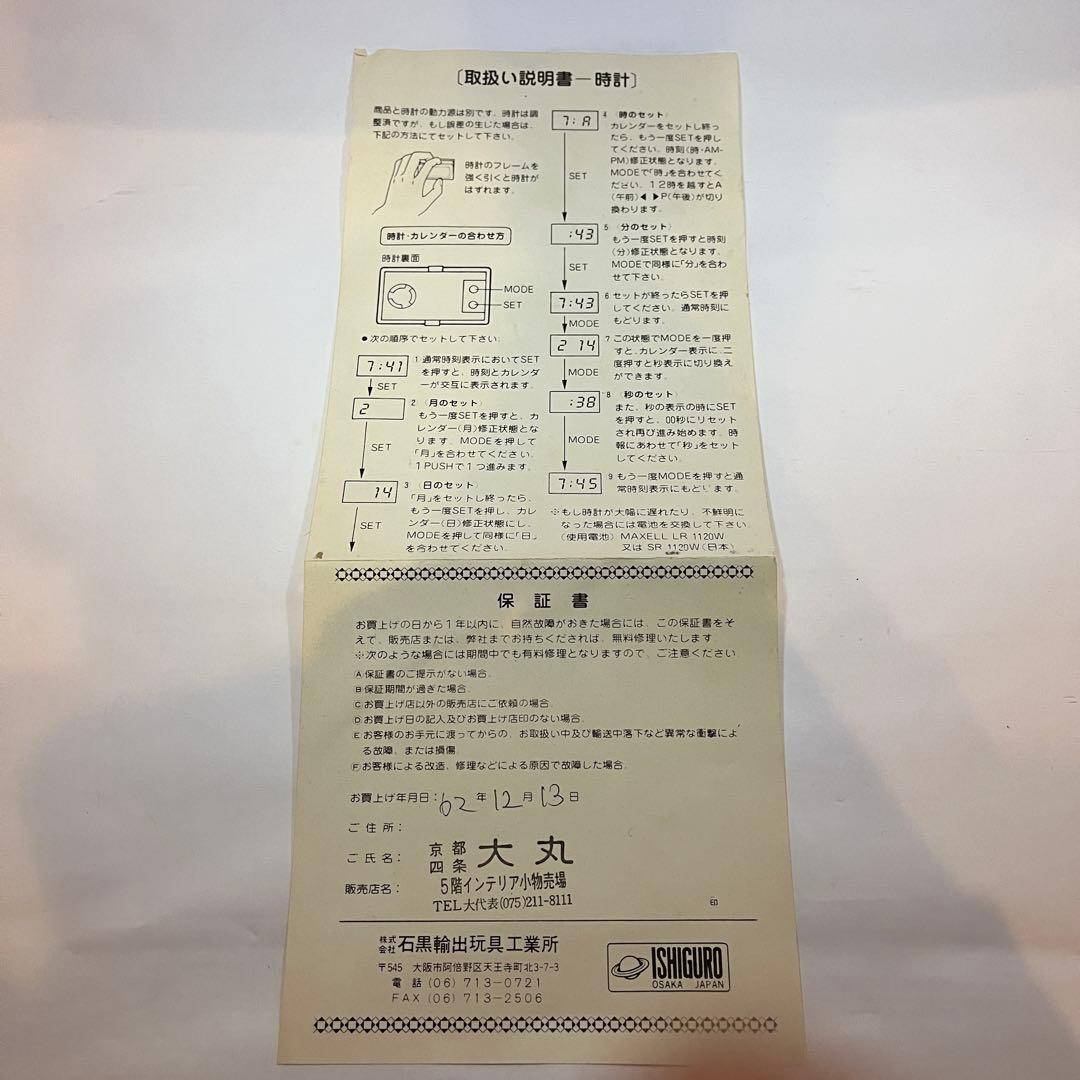 〔取扱い説明書—時計〕
商品と時計の動力源は別です。時計は調
整済ですが、もし誤差の生じた場合は、
下記の方法にてセットして下さい。
時計のフレームを
強く引くと時計が
はずれます。
時計・カレンダーの合わせ方
時計裏面
MODE
SET
●次の順序でセットして下さい。
7:41
SET
1 通常時刻表示においてSET
を押すと、時刻とカレンダ
ーが交互に表示されます。
2
SET
2 (月のセット)
もう一度SETを押すと、カ
レンダー(月)修正状態とな
ります。MODEを押して
「月」を合わせてください。
1PUSHで1つ進みます。
14
SET
3 (日のセット)
「月」をセットし終ったら、
もう一度SETを押し、カレ
ンダー(日)修正状態にし、
MODEを押して同様に「日」
を合わせてください。
7:A
SET
4 (時のセット)
カレンダーをセットし終っ
たら、もう一度SETを押し
てください。時刻(時・AM-
PM)修正状態となります。
MODEで「時」を合わせてく
ださい。12時を越すとA
(午前)◀ ▶P(午後)が切り
換わります。
:43
SET
5 (分のセット)
もう一度SETを押すと時刻
(分)修正状態となります。
MODEで同様に「分」を合わ
せて下さい。
7:43
MODE
6 セットが終ったらSETを押
してください。通常時刻に
もどります。
2 14
MODE
7 この状態でMODEを一度押
すと、カレンダー表示に、二
度押すと秒表示に切り換え
ができます。
:38
MODE
8 (秒のセット)
また、秒の表示の時にSET
を押すと、00秒にリセット
され再び進み始めます。時
報にあわせて「秒」をセット
してください。
7:45
9 もう一度MODEを押すと通
常時刻表示にもどります。
※もし時計が大幅に遅れたり、不鮮明に
なった場合には電池を交換して下さい。
(使用電池) MAXELL LR 1120W
又は SR 1120W(日本)
保証書
お買上げの日から1年以内に、自然故障がおきた場合には、この保証書をそ
えて、販売店または、弊社までお持ちくだされば、無料修理いたします。
※次のような場合には期間中でも有料修理となりますので、ご注意ください。
Ⓐ保証書のご提示がない場合。
Ⓑ保証期間が過ぎた場合。
Ⓒお買上げ店以外の販売店にご依頼の場合。
Ⓓお買上げ日の記入及びお買上げ店印のない場合。
Ⓔお客様のお手元に渡ってからの、お取扱い中及び輸送中落下など異常な衝撃によ
る故障、または損傷。
Ⓕお客様による改造、修理などによる原因で故障した場合。
お買上げ年月日：62年12月13日
ご住所：
ご氏名：
京都四条 大丸
販売店名：
5階インテリア小物売場
TEL大代表(075)211-8111
印
株式会社 石黒輸出玩具工業所
〒545 大阪市阿倍野区天王寺町北3-7-3
電話 (06) 713-0721
FAX (06) 713-2506
ISHIGURO
OSAKA JAPAN